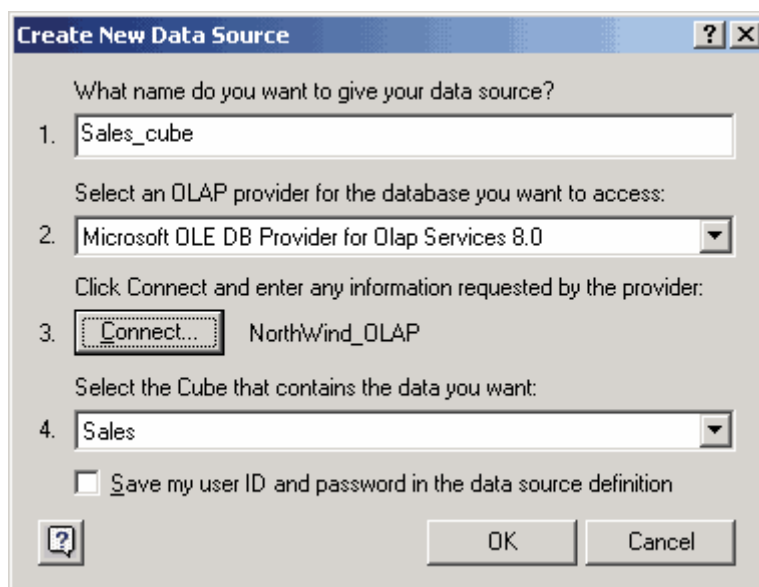 Create New Data Source
What name do you want to give your data source?
1. Sales_cube
Select an OLAP provider for the database you want to access:
2. Microsoft OLE DB Provider for Olap Services 8.0
Click Connect and enter any information requested by the provider:
3. Connect... NorthWind_OLAP
Select the Cube that contains the data you want:
4. Sales
Save my user ID and password in the data source definition
OK Cancel